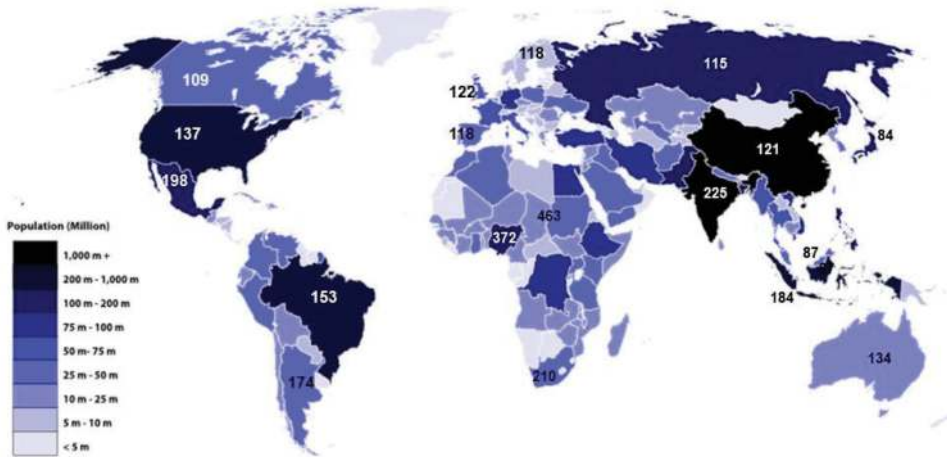 118
115
109
122
137
118
84
121
198
225
463
372
87
153
184
134
174
210
Population (Million)
1,000 m +
200 m - 1,000 m
100 m - 200 m
75 m - 100 m
50 m- 75 m
25 m - 50 m
10 m - 25 m
5 m - 10 m
< 5 m